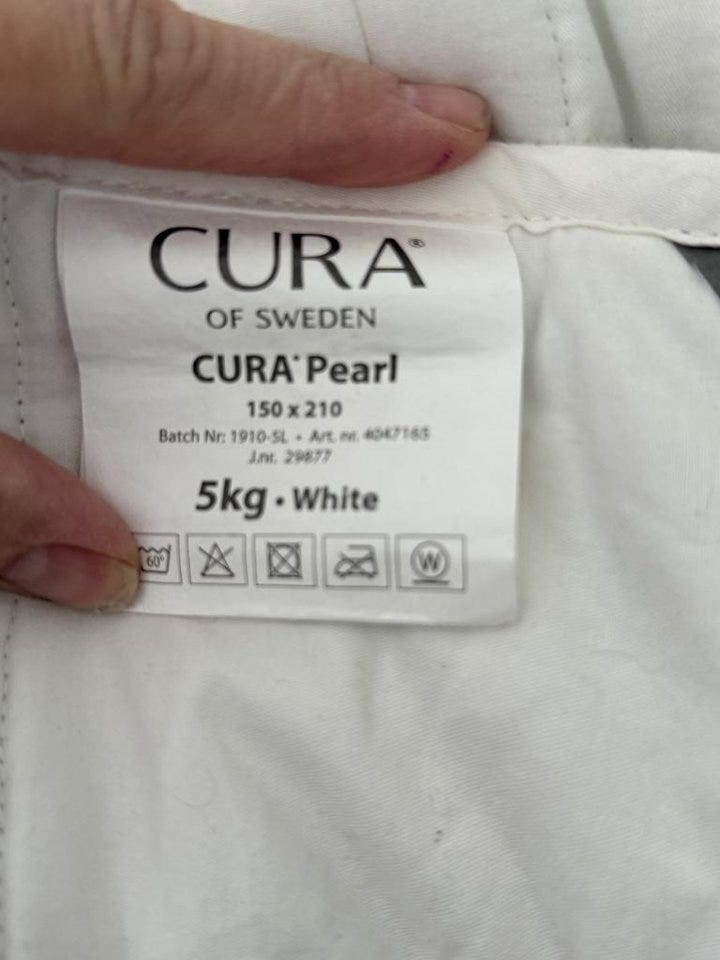 CURA®
OF SWEDEN
CURA® Pearl
150 x 210
Batch Nr: 1910-SL • Art. nr. 4047165
J.nr. 29877
5kg • White
60°
W